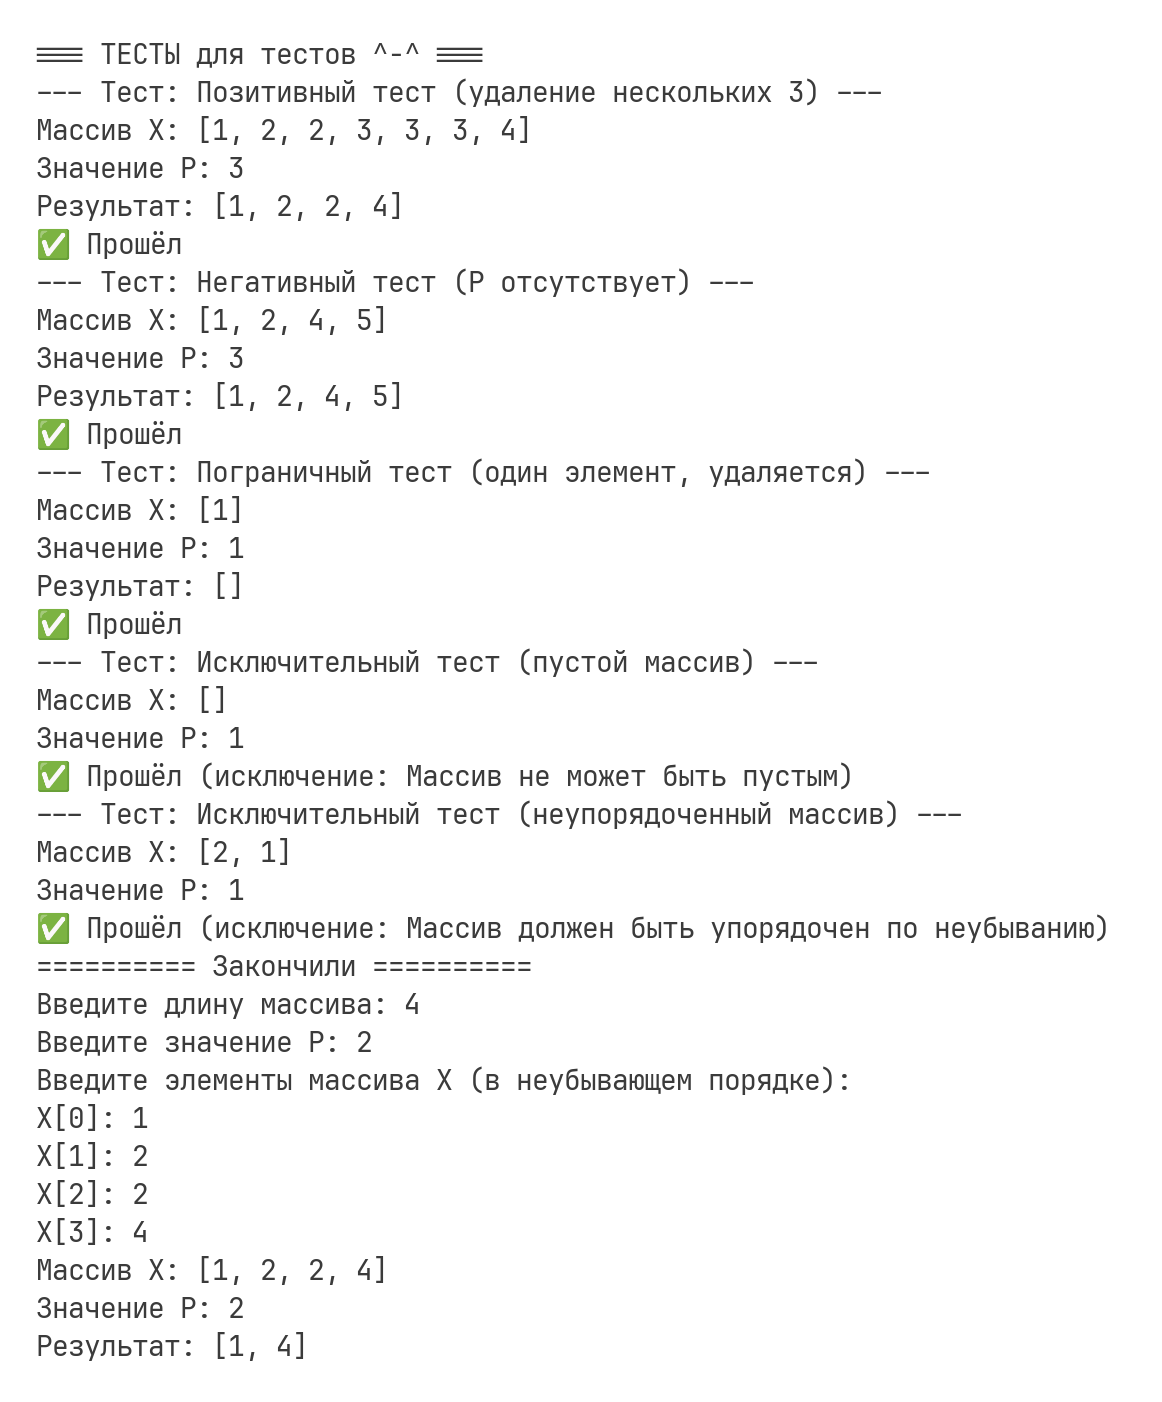 === ТЕСТЫ для тестов ^-^ ===
--- Тест: Позитивный тест (удаление нескольких 3) ---
Массив X: [1, 2, 2, 3, 3, 3, 4]
Значение P: 3
Результат: [1, 2, 2, 4]
✅ Прошёл
--- Тест: Негативный тест (P отсутствует) ---
Массив X: [1, 2, 4, 5]
Значение P: 3
Результат: [1, 2, 4, 5]
✅ Прошёл
--- Тест: Пограничный тест (один элемент, удаляется) ---
Массив X: [1]
Значение P: 1
Результат: []
✅ Прошёл
--- Тест: Исключительный тест (пустой массив) ---
Массив X: []
Значение P: 1
✅ Прошёл (исключение: Массив не может быть пустым)
--- Тест: Исключительный тест (неупорядоченный массив) ---
Массив X: [2, 1]
Значение P: 1
✅ Прошёл (исключение: Массив должен быть упорядочен по неубыванию)
========== Закончили ==========
Введите длину массива: 4
Введите значение P: 2
Введите элементы массива X (в неубывающем порядке):
X[0]: 1
X[1]: 2
X[2]: 2
X[3]: 4
Массив X: [1, 2, 2, 4]
Значение P: 2
Результат: [1, 4]